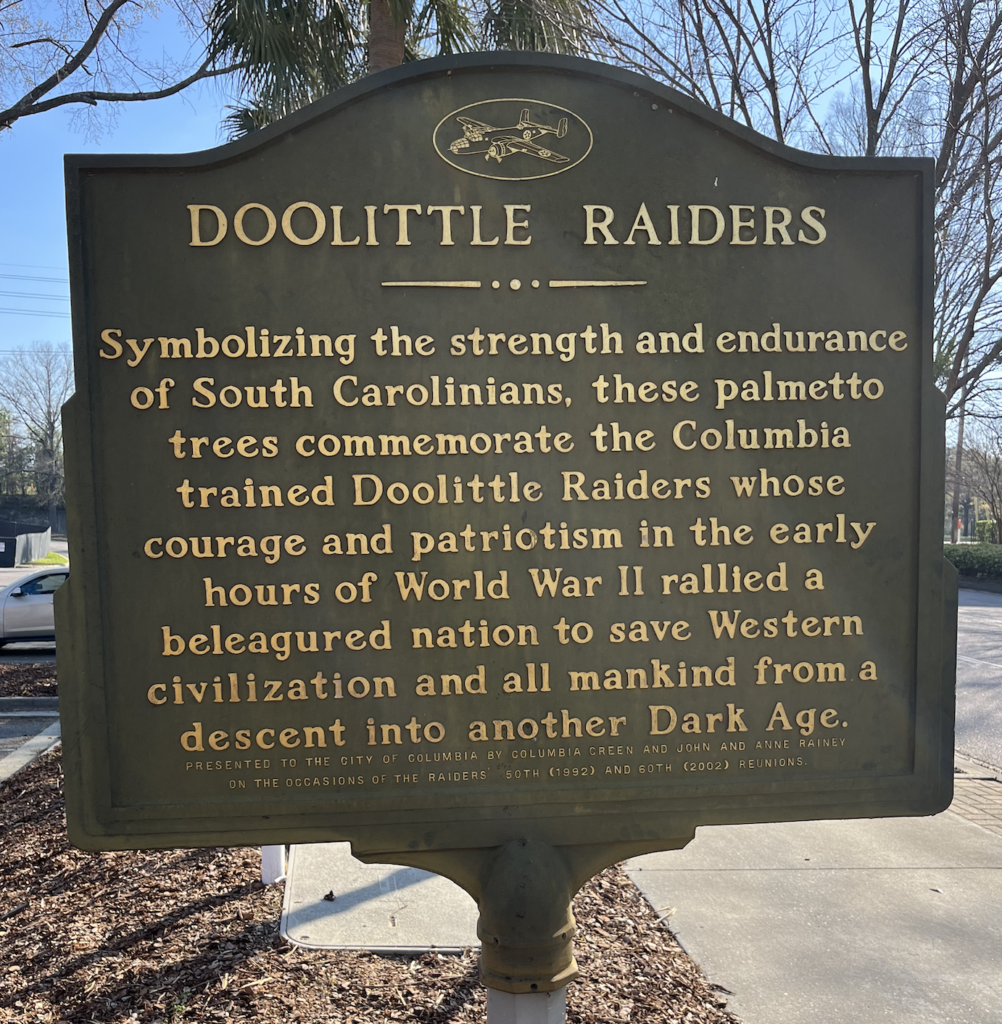 DOOLITTLE RAIDERS
Symbolizing the strength and endurance
of South Carolinians, these palmetto
trees commemorate the Columbia
trained Doolittle Raiders whose
courage and patriotism in the early
hours of World War II rallied a
beleagured nation to save Western
civilization and all mankind from a
descent into another Dark Age.
PRESENTED TO THE CITY OF COLUMBIA BY COLUMBIA GREEN AND JOHN AND ANNE RAINEY
ON THE OCCASIONS OF THE RAIDERS' 50TH (1992) AND 60TH (2002) REUNIONS.